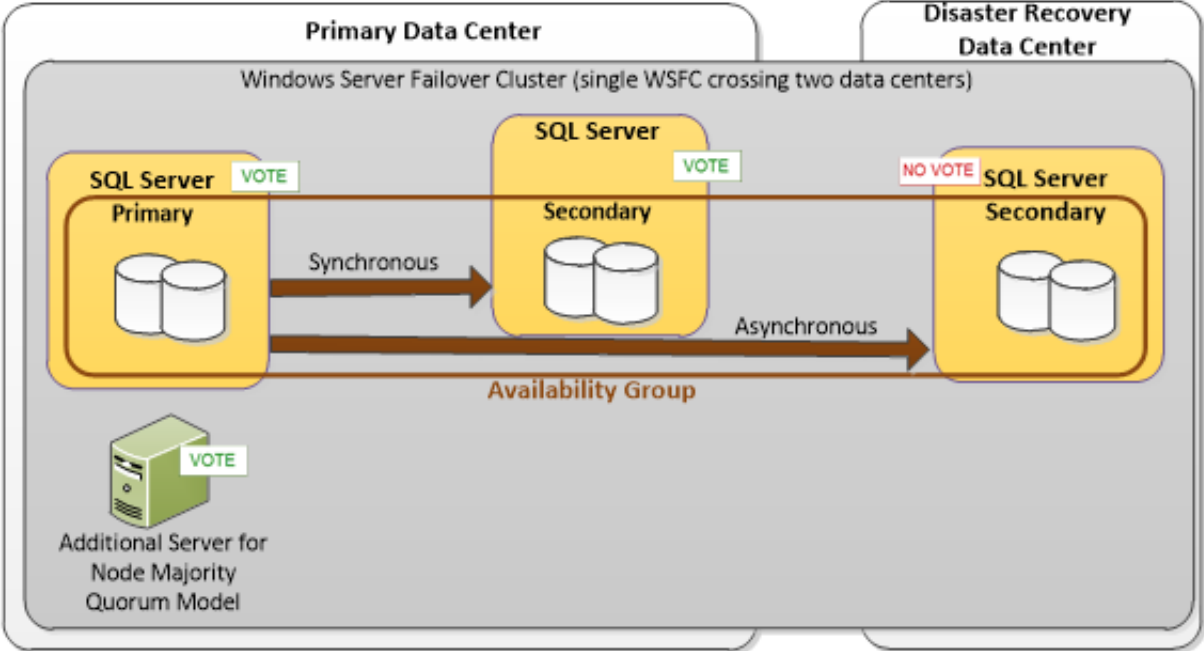 Primary Data Center
Disaster Recovery
Data Center
Windows Server Failover Cluster (single WSFC crossing two data centers)
SQL Server
VOTE
Primary
SQL Server
VOTE
Secondary
NO VOTE
SQL Server
Secondary
Synchronous
Asynchronous
Availability Group
VOTE
Additional Server for
Node Majority
Quorum Model